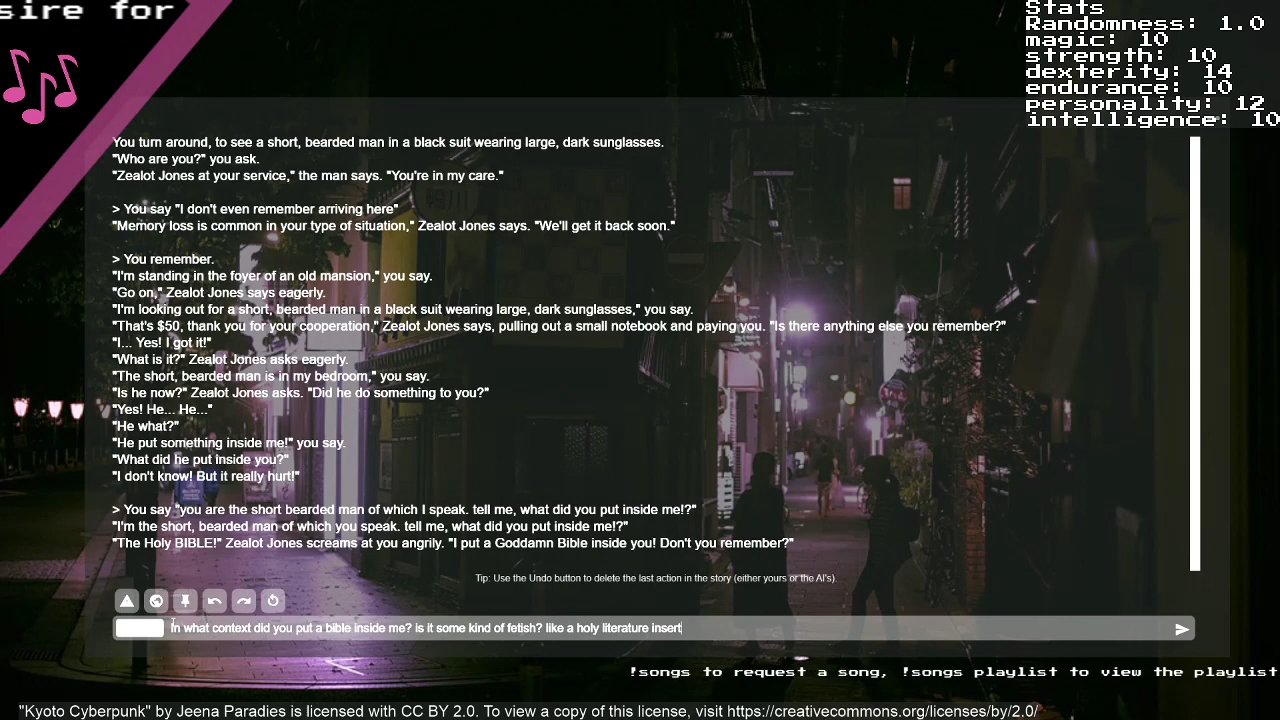 sire for
Stats
Randomness: 1.0
magic: 10
strength: 10
dexterity: 14
endurance: 10
personality: 12
intelligence: 10
You turn around, to see a short, bearded man in a black suit wearing large, dark sunglasses.
"Who are you?" you ask.
"Zealot Jones at your service," the man says. "You're in my care."
> You say "I don't even remember arriving here"
"Memory loss is common in your type of situation," Zealot Jones says. "We'll get it back soon."
> You remember.
"I'm standing in the foyer of an old mansion," you say.
"Go on," Zealot Jones says eagerly.
"I'm looking out for a short, bearded man in a black suit wearing large, dark sunglasses," you say.
"That's $50, thank you for your cooperation," Zealot Jones says, pulling out a small notebook and paying you. "Is there anything else you remember?"
"I... Yes! I got it!"
"What is it?" Zealot Jones asks eagerly.
"The short, bearded man is in my bedroom," you say.
"Is he now?" Zealot Jones asks. "Did he do something to you?"
"Yes! He... He..."
"He what?"
"He put something inside me!" you say.
"What did he put inside you?"
"I don't know! But it really hurt!"
> You say "you are the short bearded man of which I speak. tell me, what did you put inside me!?"
"I'm the short, bearded man of which you speak. tell me, what did you put inside me!?"
"The Holy BIBLE!" Zealot Jones screams at you angrily. "I put a Goddamn Bible inside you! Don't you remember?"
Tip: Use the Undo button to delete the last action in the story (either yours or the AI's).
In what context did you put a bible inside me? is it some kind of fetish? like a holy literature insert
!songs to request a song, !songs playlist to view the playlist
"Kyoto Cyberpunk" by Jeena Paradies is licensed with CC BY 2.0. To view a copy of this license, visit https://creativecommons.org/licenses/by/2.0/